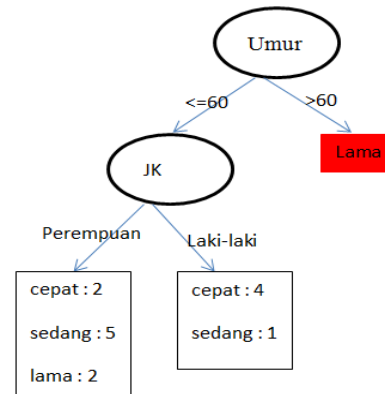 Umur
<=60
>60
Lama
JK
Perempuan
Laki-laki
cepat : 2
sedang : 5
lama : 2
cepat : 4
sedang : 1